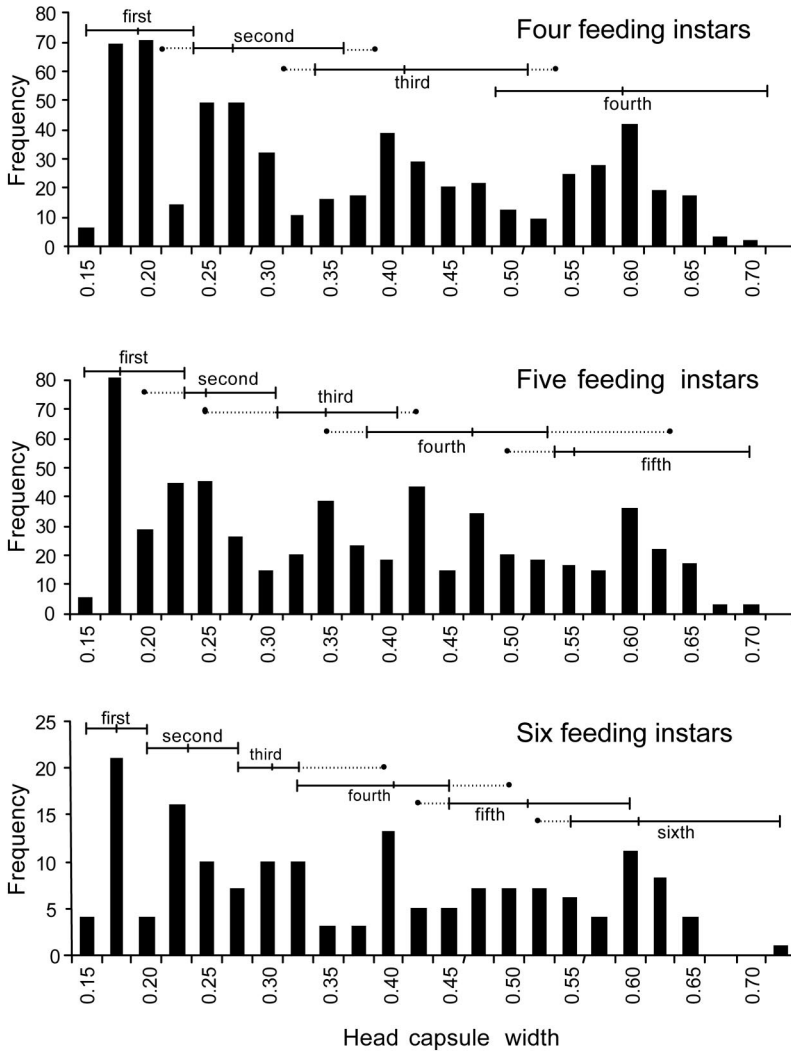 Four feeding instars
first
second
third
fourth
Frequency
80
70
60
50
40
30
20
10
0
0.15
0.20
0.25
0.30
0.35
0.40
0.45
0.50
0.55
0.60
0.65
0.70
Five feeding instars
first
second
third
fourth
fifth
Frequency
80
70
60
50
40
30
20
10
0
0.15
0.20
0.25
0.30
0.35
0.40
0.45
0.50
0.55
0.60
0.65
0.70
Six feeding instars
first
second
third
fourth
fifth
sixth
Frequency
25
20
15
10
5
0
0.15
0.20
0.25
0.30
0.35
0.40
0.45
0.50
0.55
0.60
0.65
0.70
Head capsule width